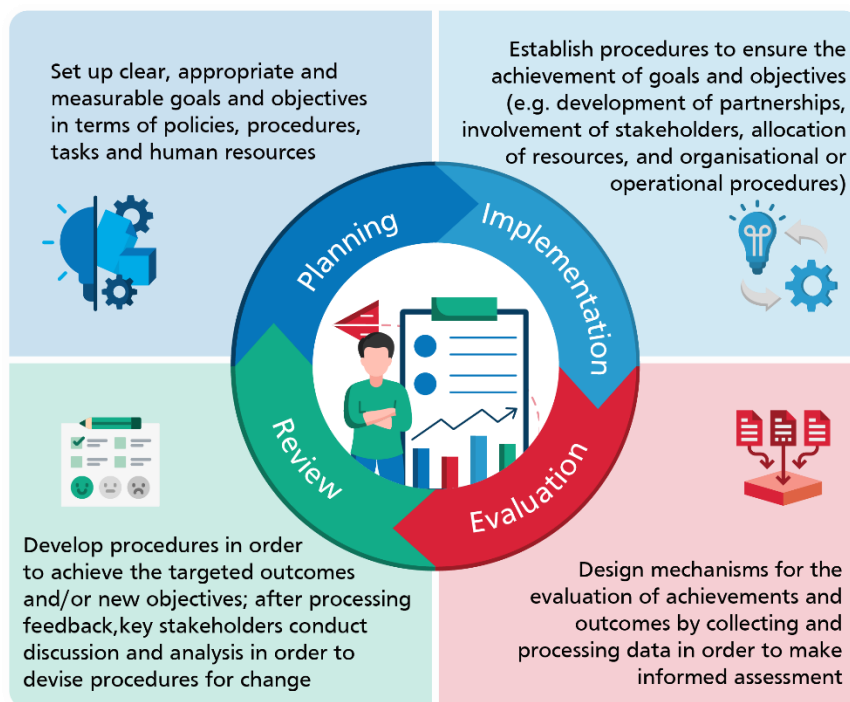 Set up clear, appropriate and
measurable goals and objectives
in terms of policies, procedures,
tasks and human resources
Establish procedures to ensure the
achievement of goals and objectives
(e.g. development of partnerships,
involvement of stakeholders, allocation
of resources, and organisational or
operational procedures)
Planning
Implementation
Review
Evaluation
Develop procedures in order
to achieve the targeted outcomes
and/or new objectives; after processing
feedback,key stakeholders conduct
discussion and analysis in order to
devise procedures for change
Design mechanisms for the
evaluation of achievements and
outcomes by collecting and
processing data in order to make
informed assessment